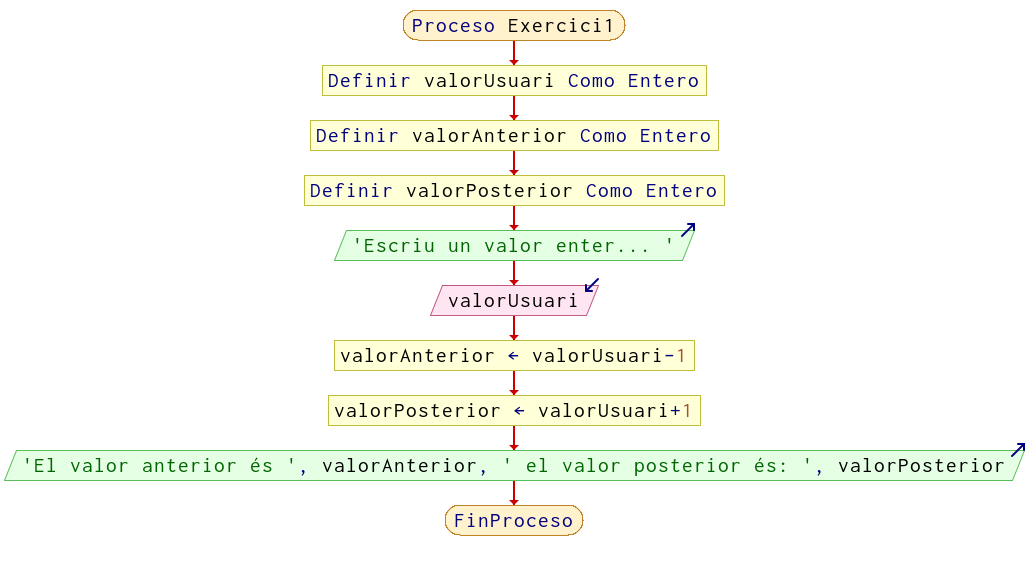 Proceso Exercici1
Definir valorUsuari Como Entero
Definir valorAnterior Como Entero
Definir valorPosterior Como Entero
'Escriu un valor enter... '
valorUsuari
valorAnterior ← valorUsuari-1
valorPosterior ← valorUsuari+1
'El valor anterior és ', valorAnterior, ' el valor posterior és: ', valorPosterior
FinProceso